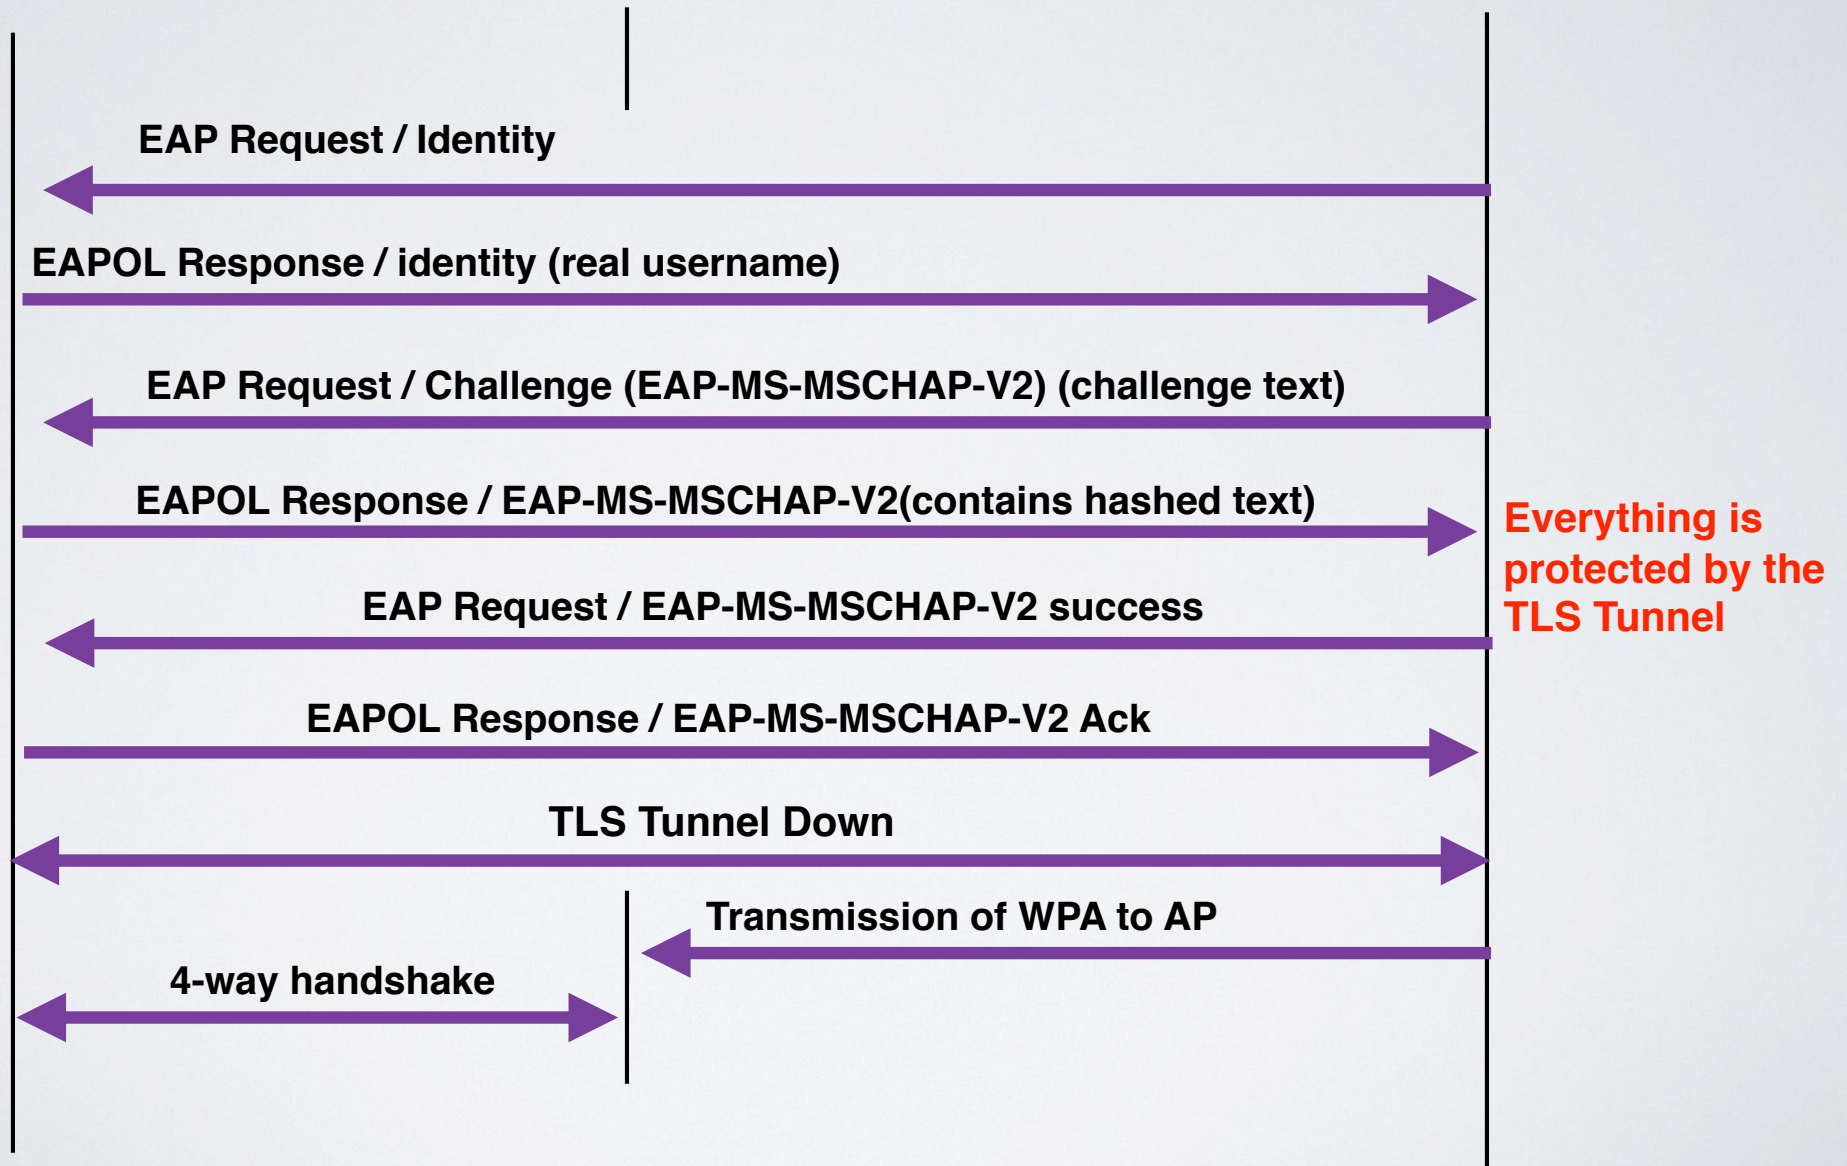 EAP Request / Identity
EAPOL Response / identity (real username)
EAP Request / Challenge (EAP-MS-MSCHAP-V2) (challenge text)
EAPOL Response / EAP-MS-MSCHAP-V2(contains hashed text)
Everything is
protected by the
TLS Tunnel
EAP Request / EAP-MS-MSCHAP-V2 success
EAPOL Response / EAP-MS-MSCHAP-V2 Ack
TLS Tunnel Down
Transmission of WPA to AP
4-way handshake